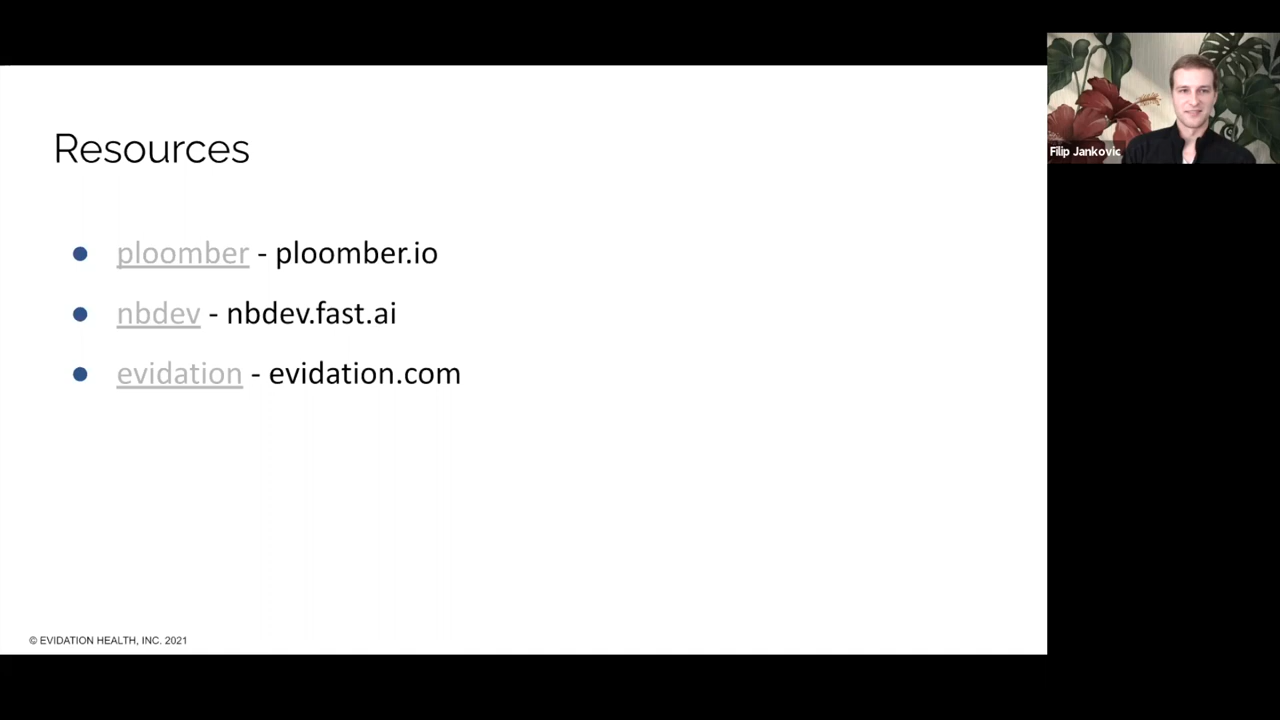 Resources
ploomber - ploomber.io
nbdev - nbdev.fast.ai
evidation - evidation.com
© EVIDATION HEALTH, INC. 2021
Filip Jankovic